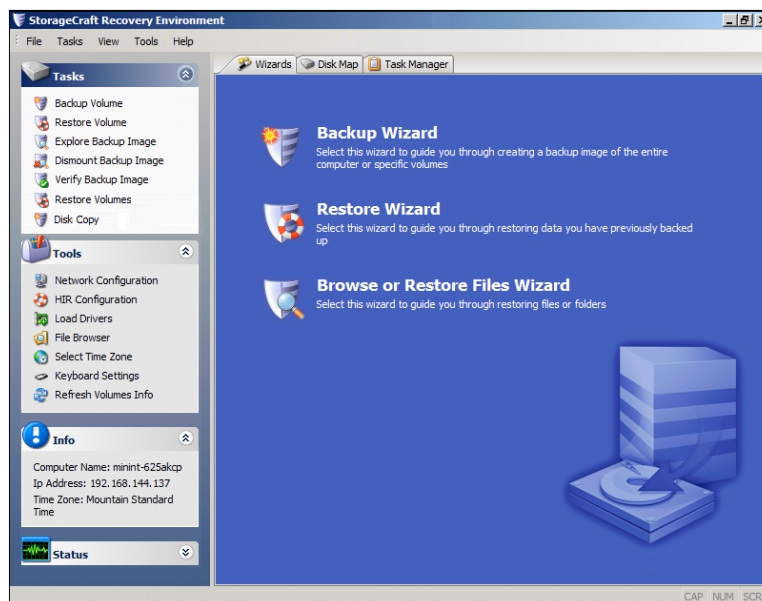 StorageCraft Recovery Environment
File Tasks View Tools Help
Tasks
Backup Volume
Restore Volume
Explore Backup Image
Dismount Backup Image
Verify Backup Image
Restore Volumes
Disk Copy
Tools
Network Configuration
HIR Configuration
Load Drivers
File Browser
Select Time Zone
Keyboard Settings
Refresh Volumes Info
Info
Computer Name: minint-625akcp
Ip Address: 192.168.144.137
Time Zone: Mountain Standard
Time
Status
Wizards Disk Map Task Manager
Backup Wizard
Select this wizard to guide you through creating a backup image of the entire
computer or specific volumes
Restore Wizard
Select this wizard to guide you through restoring data you have previously backed
up
Browse or Restore Files Wizard
Select this wizard to guide you through restoring files or folders
CAP NUM SCR